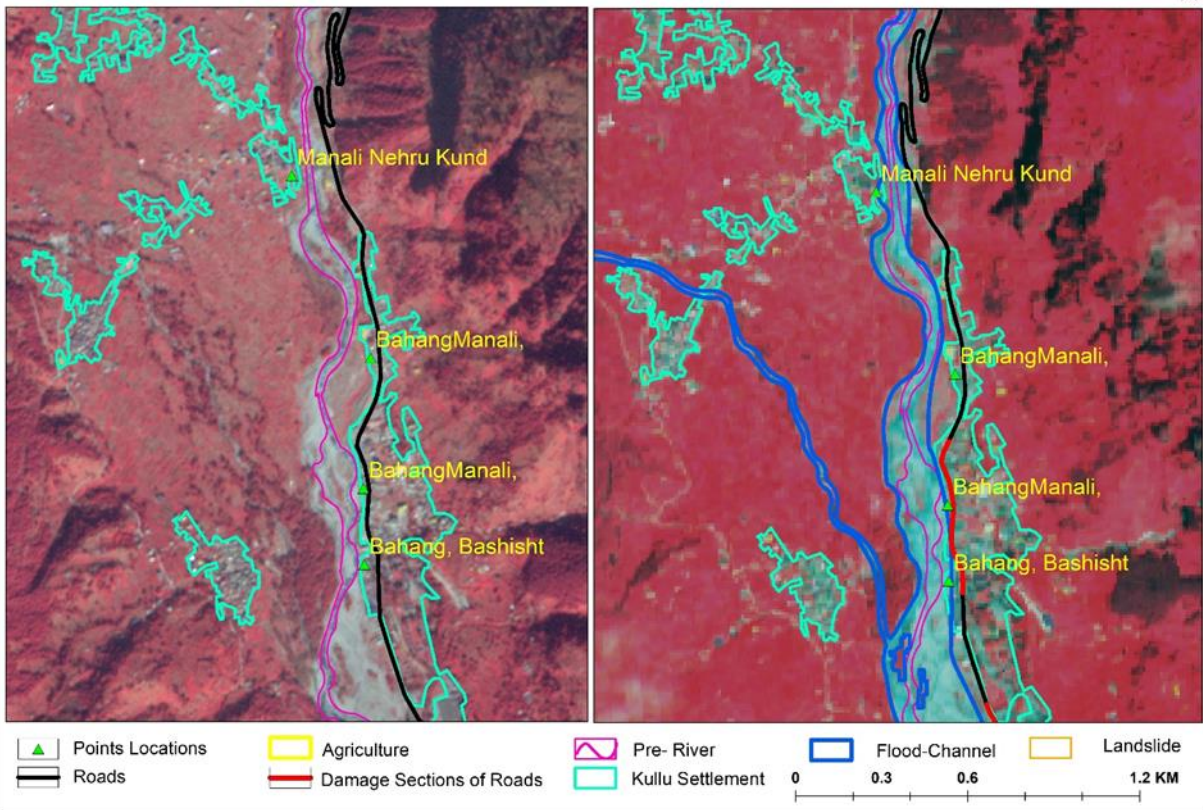 Manali Nehru Kund
BahangManali,
BahangManali,
Bahang, Bashisht
Manali Nehru Kund
BahangManali,
BahangManali,
Bahang, Bashisht
Points Locations
Agriculture
Pre- River
Flood-Channel
Landslide
Roads
Damage Sections of Roads
Kullu Settlement
0 0.3 0.6 1.2 KM